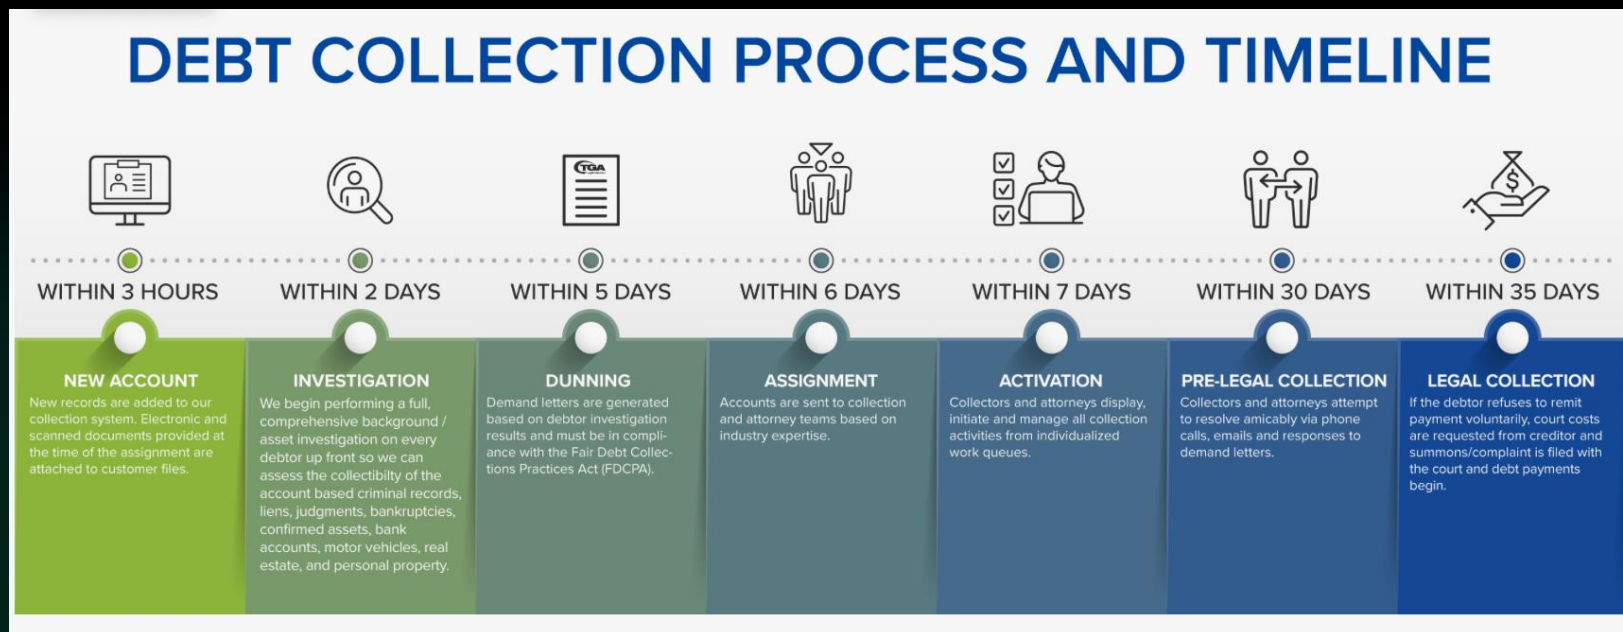 DEBT COLLECTION PROCESS AND TIMELINE
TGA
WITHIN 3 HOURS
WITHIN 2 DAYS
WITHIN 5 DAYS
WITHIN 6 DAYS
WITHIN 7 DAYS
WITHIN 30 DAYS
WITHIN 35 DAYS
NEW ACCOUNT
New records are added to our
collection system. Electronic and
scanned documents provided at
the time of the assignment are
attached to customer files.
INVESTIGATION
We begin performing a full,
comprehensive background /
asset investigation on every
debtor up front so we can
assess the collectibilty of the
account based criminal records,
liens, judgments, bankruptcies,
confirmed assets, bank
accounts, motor vehicles, real
estate, and personal property.
DUNNING
Demand letters are generated
based on debtor investigation
results and must be in compli-
ance with the Fair Debt Collec-
tions Practices Act (FDCPA).
ASSIGNMENT
Accounts are sent to collection
and attorney teams based on
industry expertise.
ACTIVATION
Collectors and attorneys display,
initiate and manage all collection
activities from individualized
work queues.
PRE-LEGAL COLLECTION
Collectors and attorneys attempt
to resolve amicably via phone
calls, emails and responses to
demand letters.
LEGAL COLLECTION
If the debtor refuses to remit
payment voluntarily, court costs
are requested from creditor and
summons/complaint is filed with
the court and debt payments
begin.
$